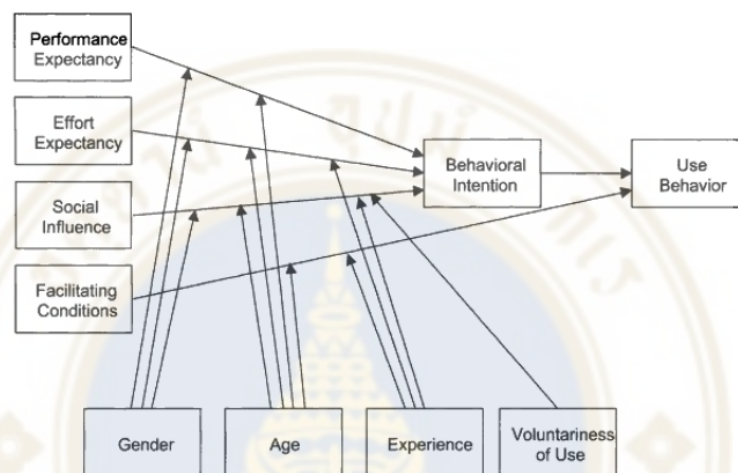 Performance
Expectancy
Effort
Expectancy
Social
Influence
Facilitating
Conditions
Behavioral
Intention
Use
Behavior
Gender
Age
Experience
Voluntariness
of Use